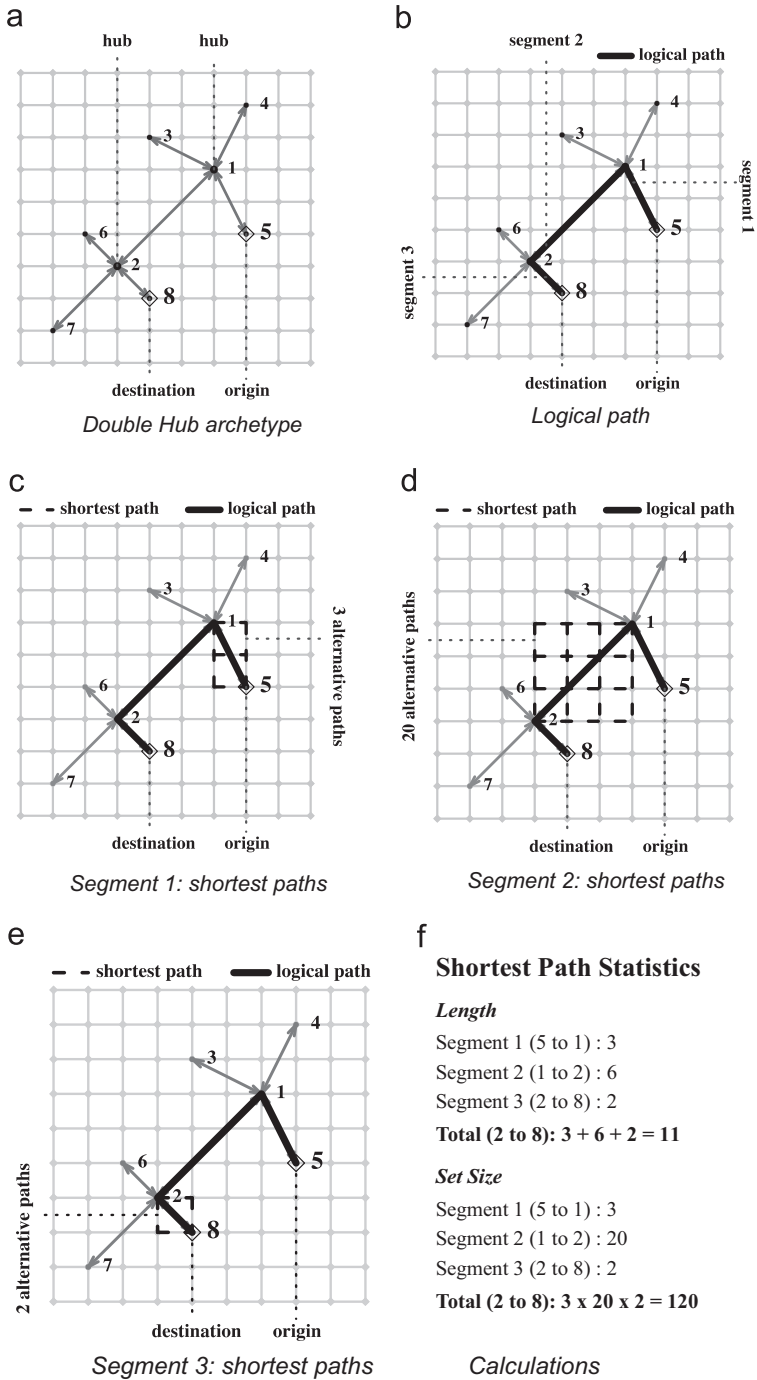 a
hub hub
4
3
1
5
6
2
8
7
destination origin
Double Hub archetype
b
segment 2
logical path
4
3
1
segment 1
5
6
2
segment 3
8
7
destination origin
Logical path
c
shortest path logical path
4
3
1
3 alternative paths
5
6
2
8
7
destination origin
Segment 1: shortest paths
d
shortest path logical path
4
3
1
20 alternative paths
5
6
2
8
7
destination origin
Segment 2: shortest paths
e
shortest path logical path
4
3
1
5
6
2
8
2 alternative paths
7
destination origin
Segment 3: shortest paths
f
Shortest Path Statistics
Length
Segment 1 (5 to 1) : 3
Segment 2 (1 to 2) : 6
Segment 3 (2 to 8) : 2
Total (2 to 8): 3 + 6 + 2 = 11
Set Size
Segment 1 (5 to 1) : 3
Segment 2 (1 to 2) : 20
Segment 3 (2 to 8) : 2
Total (2 to 8): 3 x 20 x 2 = 120
Calculations